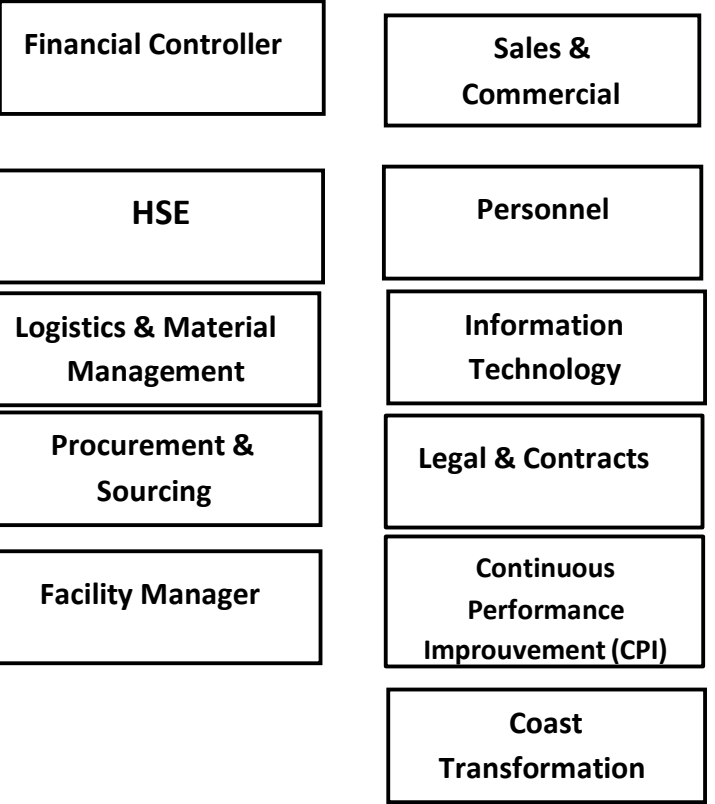 Financial Controller
Sales &
Commercial
HSE
Personnel
Logistics & Material
Management
Information
Technology
Procurement &
Sourcing
Legal & Contracts
Facility Manager
Continuous
Performance
Improuvement (CPI)
Coast
Transformation